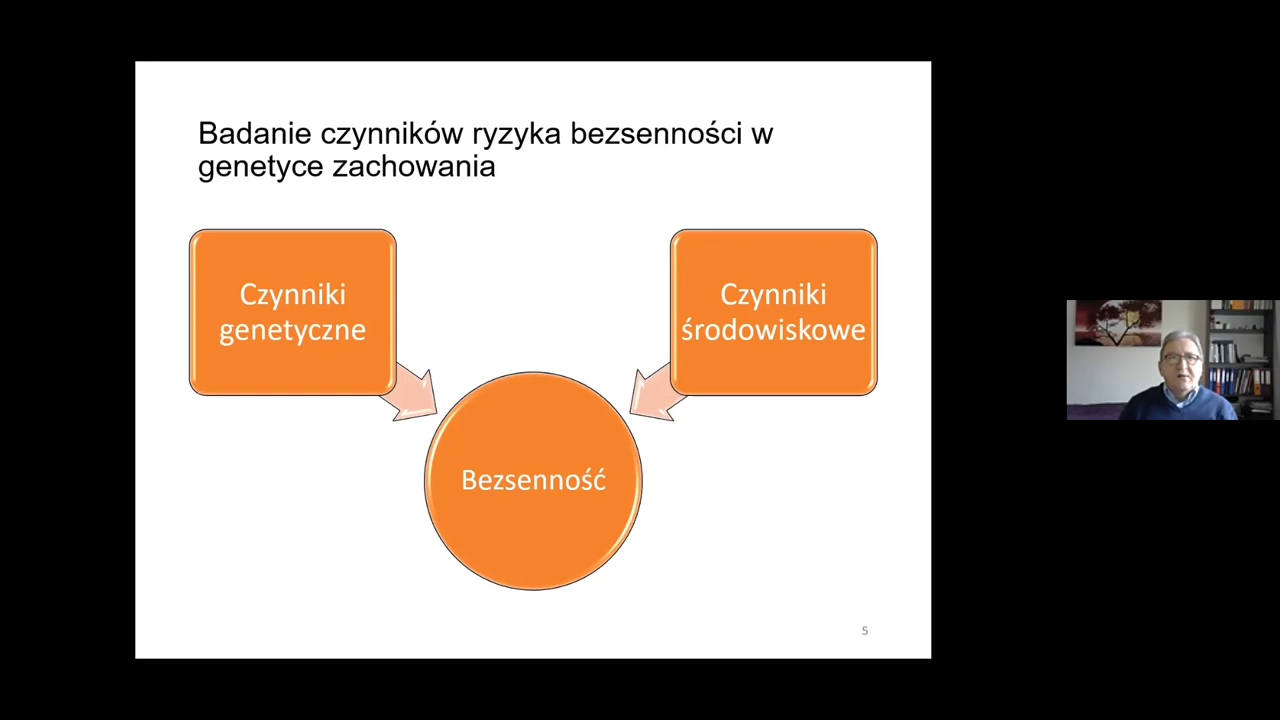 Badanie czynników ryzyka bezsenności w
genetyce zachowania
Czynniki
genetyczne
Czynniki
środowiskowe
Bezsenność
5